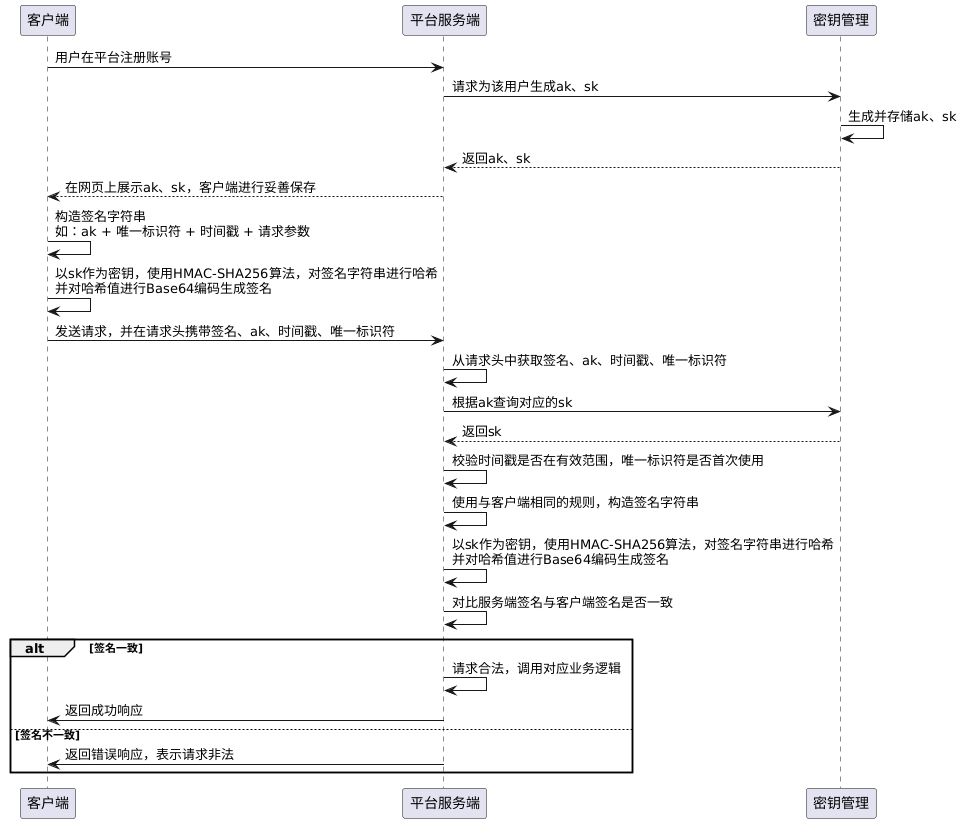 客户端
平台服务端
密钥管理
用户在平台注册账号
请求为该用户生成ak、sk
生成并存储ak、sk
返回ak、sk
在网页上展示ak、sk，客户端进行妥善保存
构造签名字符串
如：ak + 唯一标识符 + 时间戳 + 请求参数
以sk作为密钥，使用HMAC-SHA256算法，对签名字符串进行哈希
并对哈希值进行Base64编码生成签名
发送请求，并在请求头携带签名、ak、时间戳、唯一标识符
从请求头中获取签名、ak、时间戳、唯一标识符
根据ak查询对应的sk
返回sk
校验时间戳是否在有效范围，唯一标识符是否首次使用
使用与客户端相同的规则，构造签名字符串
以sk作为密钥，使用HMAC-SHA256算法，对签名字符串进行哈希
并对哈希值进行Base64编码生成签名
对比服务端签名与客户端签名是否一致
alt [签名一致]
请求合法，调用对应业务逻辑
返回成功响应
[签名不一致]
返回错误响应，表示请求非法
客户端
平台服务端
密钥管理